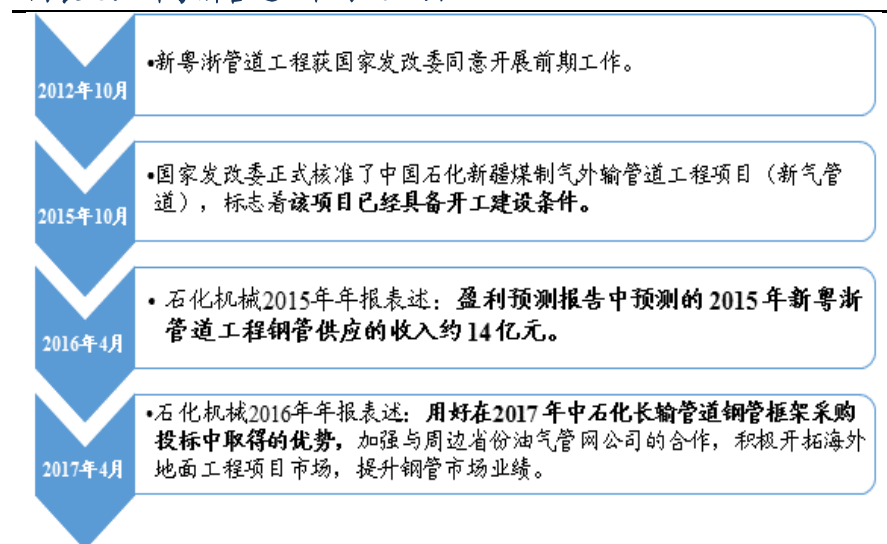 2012年10月
•新粤浙管道工程获国家发改委同意开展前期工作。
2015年10月
•国家发改委正式核准了中国石化新疆煤制气外输管道工程项目（新气管
道），标志着该项目已经具备开工建设条件。
2016年4月
• 石化机械2015年年报表述：盈利预测报告中预测的 2015 年新粤浙
管道工程钢管供应的收入约 14 亿元。
2017年4月
•石化机械2016年年报表述：用好在2017 年中石化长输管道钢管框架采购
投标中取得的优势，加强与周边省份油气管网公司的合作，积极开拓海外
地面工程项目市场，提升钢管市场业绩。